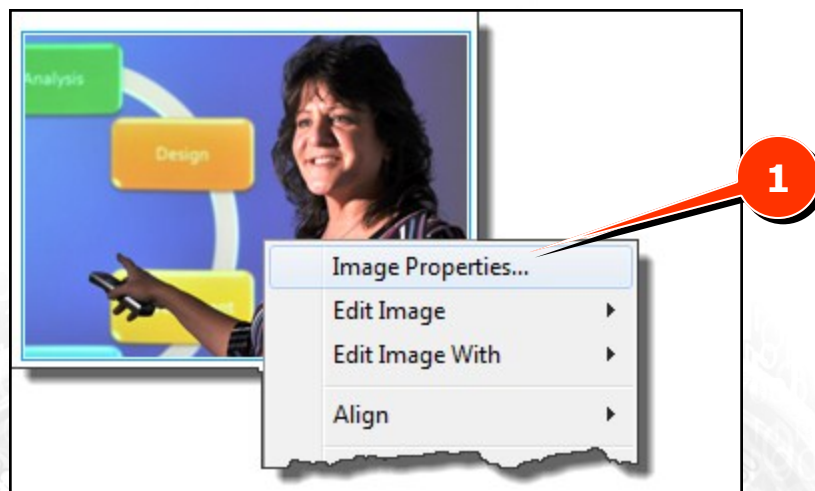 Analysis
Design
1
Image Properties...
Edit Image
Edit Image With
Align